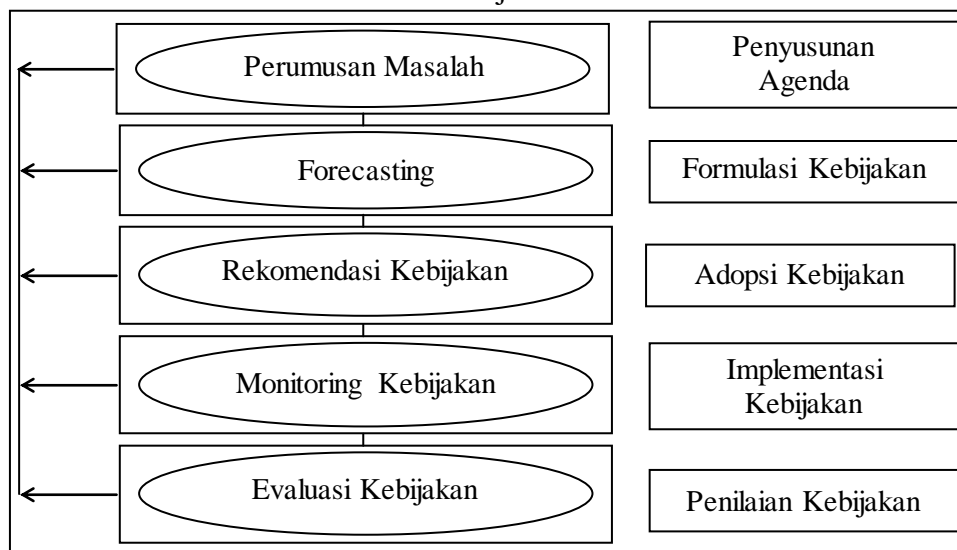 Perumusan Masalah
Penyusunan
Agenda
Forecasting
Formulasi Kebijakan
Rekomendasi Kebijakan
Adopsi Kebijakan
Monitoring Kebijakan
Implementasi
Kebijakan
Evaluasi Kebijakan
Penilaian Kebijakan